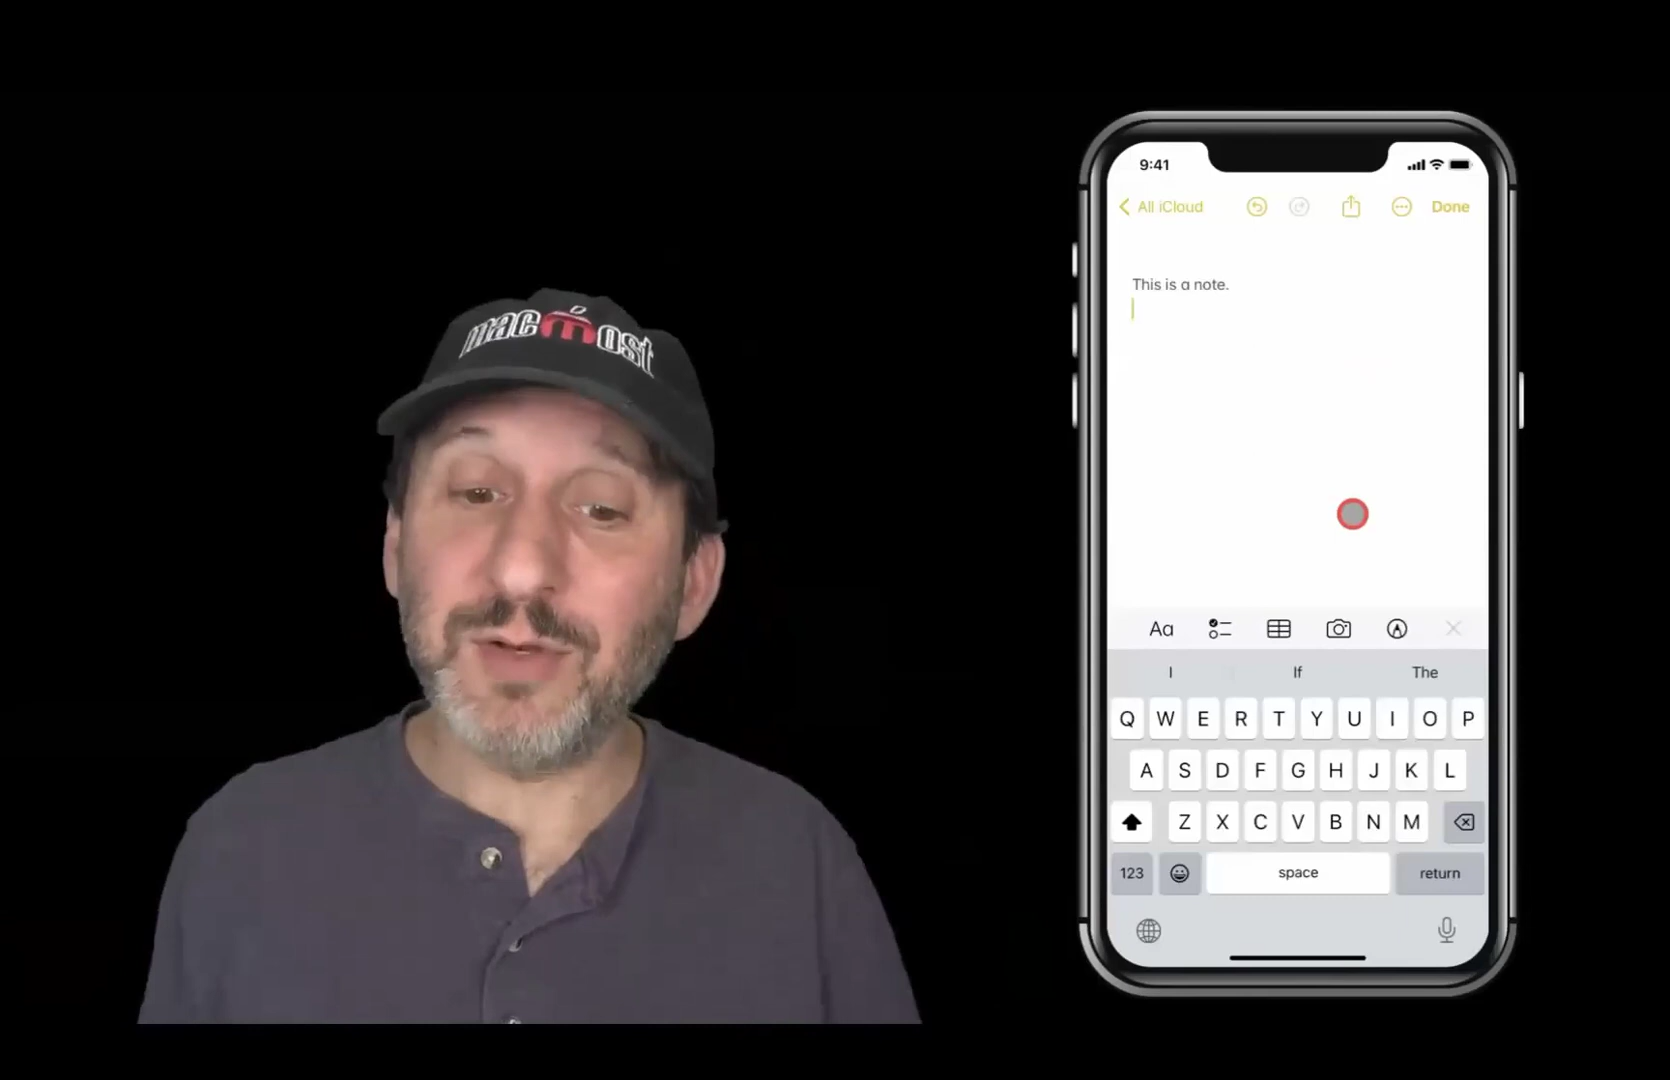 macmost
9:41
All iCloud Done
This is a note.
Aa
I If The
Q W E R T Y U I O P
A S D F G H J K L
Z X C V B N M
123 space return